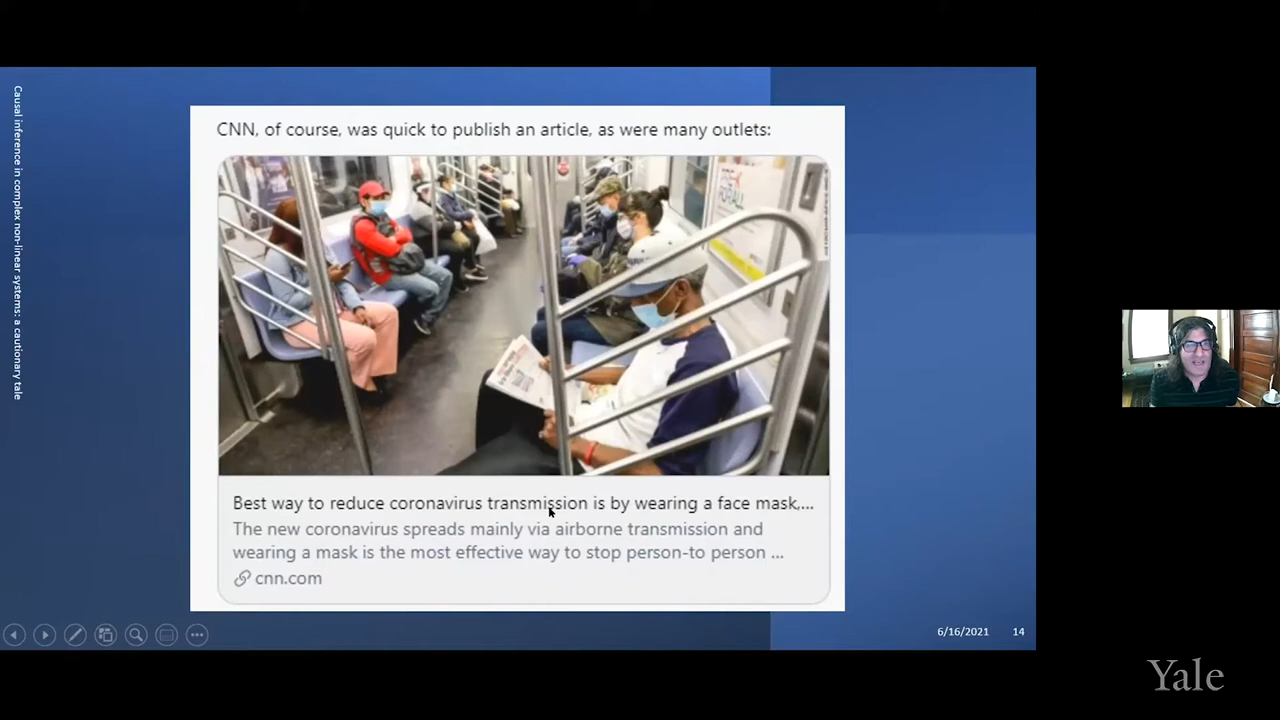 Causal inference in complex non-linear systems: a cautionary tale
CNN, of course, was quick to publish an article, as were many outlets:
Best way to reduce coronavirus transmission is by wearing a face mask,...
The new coronavirus spreads mainly via airborne transmission and
wearing a mask is the most effective way to stop person-to person ...
cnn.com
6/16/2021 14
Yale